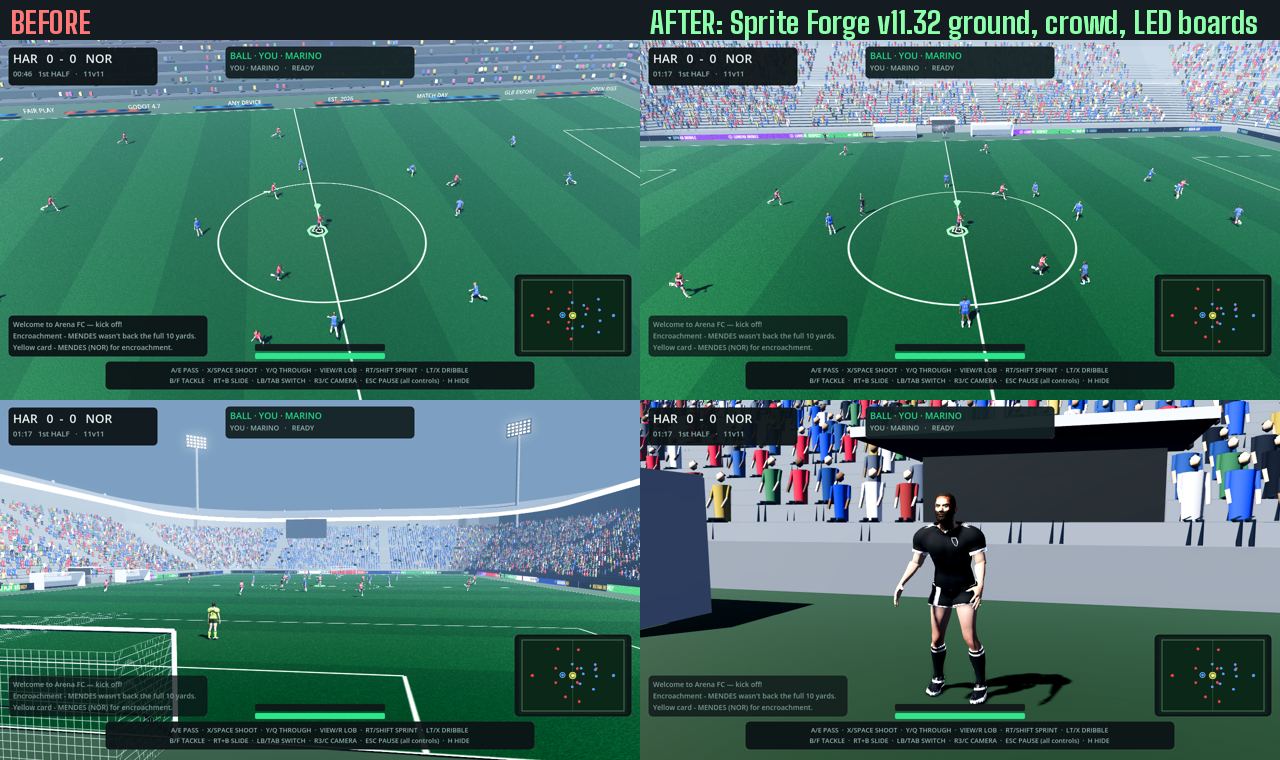 BEFORE
AFTER: Sprite Forge v11.32 ground, crowd, LED boards
HAR 0 - 0 NOR
00:46 1st HALF · 11v11
BALL · YOU · MARINO
YOU · MARINO · READY
FAIR PLAY
GODOT 4.7
ANY DEVICE
EST. 2026
MATCH DAY
GLB EXPORT
Welcome to Arena FC — kick off!
Encroachment - MENDES wasn't back the full 10 yards.
Yellow card - MENDES (NOR) for encroachment.
A/E PASS · X/SPACE SHOOT · Y/Q THROUGH · VIEW/R LOB · RT/SHIFT SPRINT · LT/X DRIBBLE
B/F TACKLE · RT+B SLIDE · LB/TAB SWITCH · R3/C CAMERA · ESC PAUSE (all controls) · H HIDE
HAR 0 - 0 NOR
01:17 1st HALF · 11v11
BALL · YOU · MARINO
YOU · MARINO · READY
Welcome to Arena FC — kick off!
Encroachment - MENDES wasn't back the full 10 yards.
Yellow card - MENDES (NOR) for encroachment.
A/E PASS · X/SPACE SHOOT · Y/Q THROUGH · VIEW/R LOB · RT/SHIFT SPRINT · LT/X DRIBBLE
B/F TACKLE · RT+B SLIDE · LB/TAB SWITCH · R3/C CAMERA · ESC PAUSE (all controls) · H HIDE
HAR 0 - 0 NOR
01:17 1st HALF · 11v11
BALL · YOU · MARINO
YOU · MARINO · READY
Welcome to Arena FC — kick off!
Encroachment - MENDES wasn't back the full 10 yards.
Yellow card - MENDES (NOR) for encroachment.
A/E PASS · X/SPACE SHOOT · Y/Q THROUGH · VIEW/R LOB · RT/SHIFT SPRINT · LT/X DRIBBLE
B/F TACKLE · RT+B SLIDE · LB/TAB SWITCH · R3/C CAMERA · ESC PAUSE (all controls) · H HIDE
HAR 0 - 0 NOR
01:17 1st HALF · 11v11
BALL · YOU · MARINO
YOU · MARINO · READY
Welcome to Arena FC — kick off!
Encroachment - MENDES wasn't back the full 10 yards.
Yellow card - MENDES (NOR) for encroachment.
A/E PASS · X/SPACE SHOOT · Y/Q THROUGH · VIEW/R LOB · RT/SHIFT SPRINT · LT/X DRIBBLE
B/F TACKLE · RT+B SLIDE · LB/TAB SWITCH · R3/C CAMERA · ESC PAUSE (all controls) · H HIDE